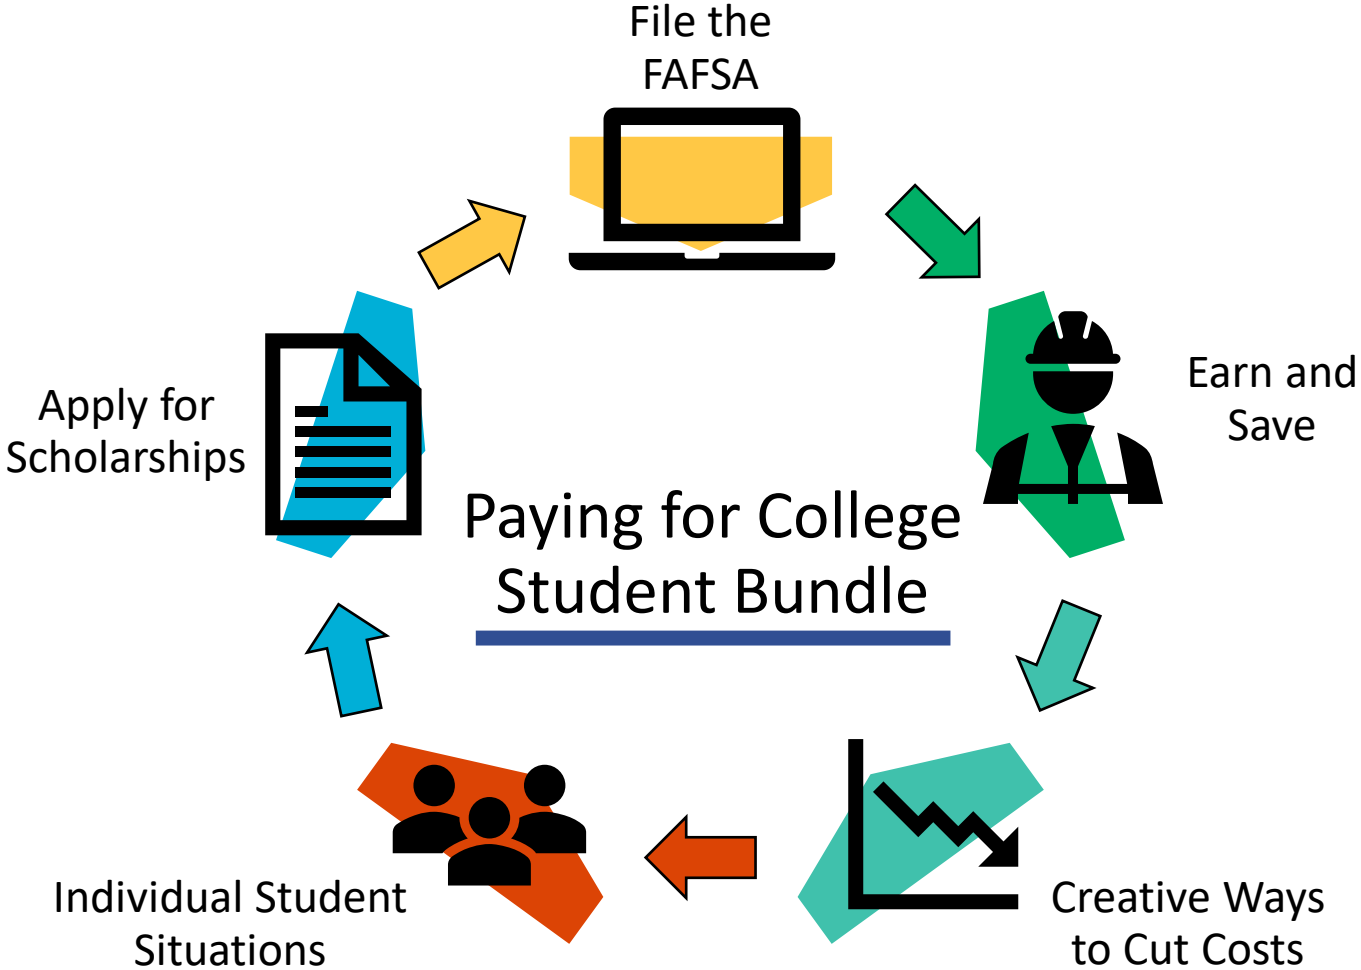 File the
FAFSA
Earn and
Save
Apply for
Scholarships
Paying for College
Student Bundle
Individual Student
Situations
Creative Ways
to Cut Costs